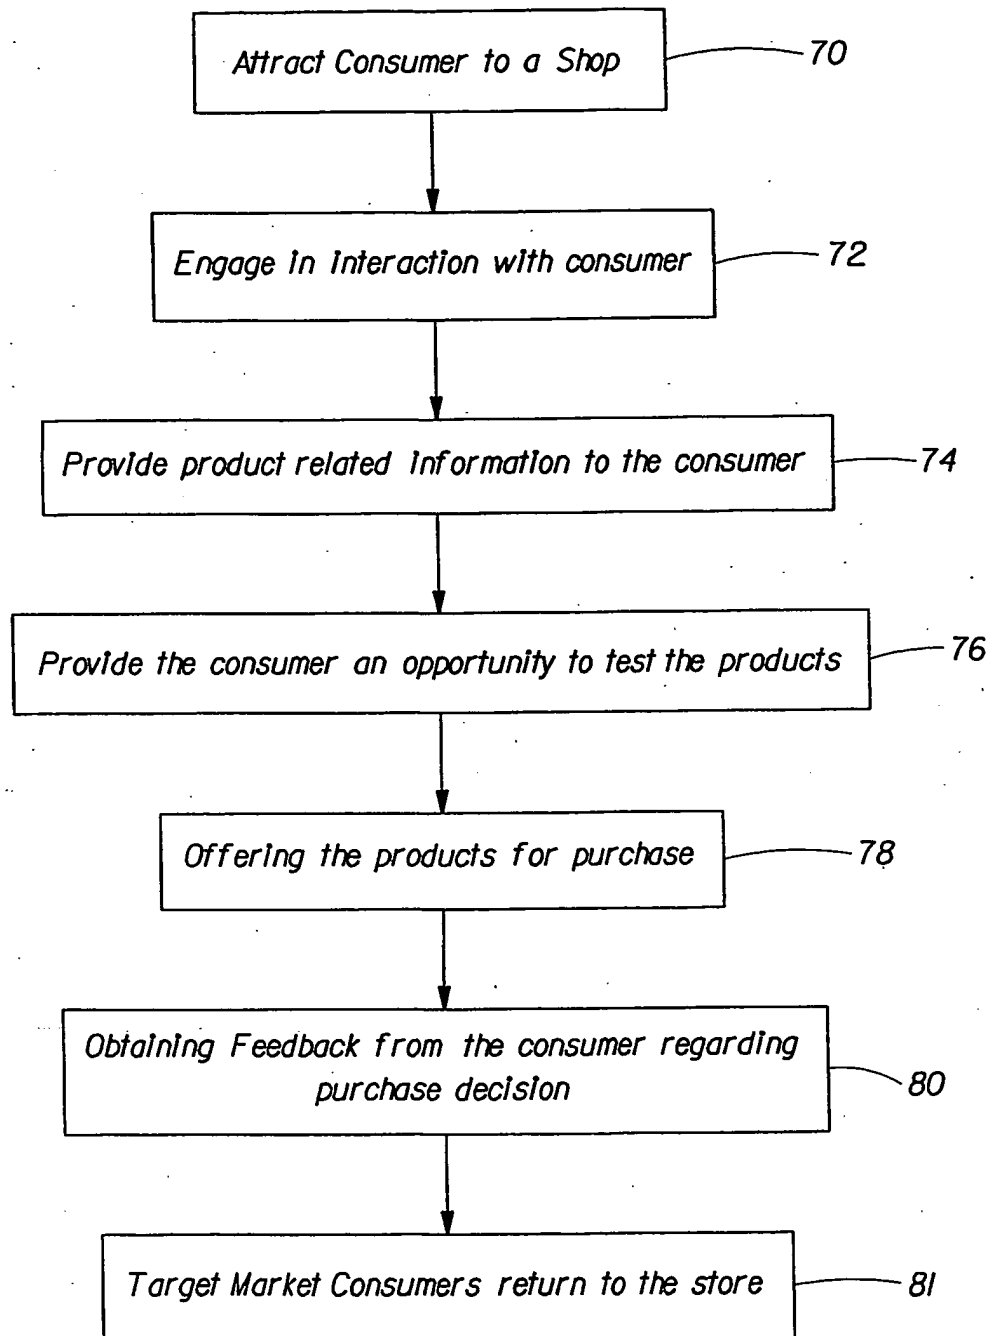 Attract Consumer to a Shop
70
Engage in interaction with consumer
72
Provide product related information to the consumer
74
Provide the consumer an opportunity to test the products
76
Offering the products for purchase
78
Obtaining Feedback from the consumer regarding
purchase decision
80
Target Market Consumers return to the store
81